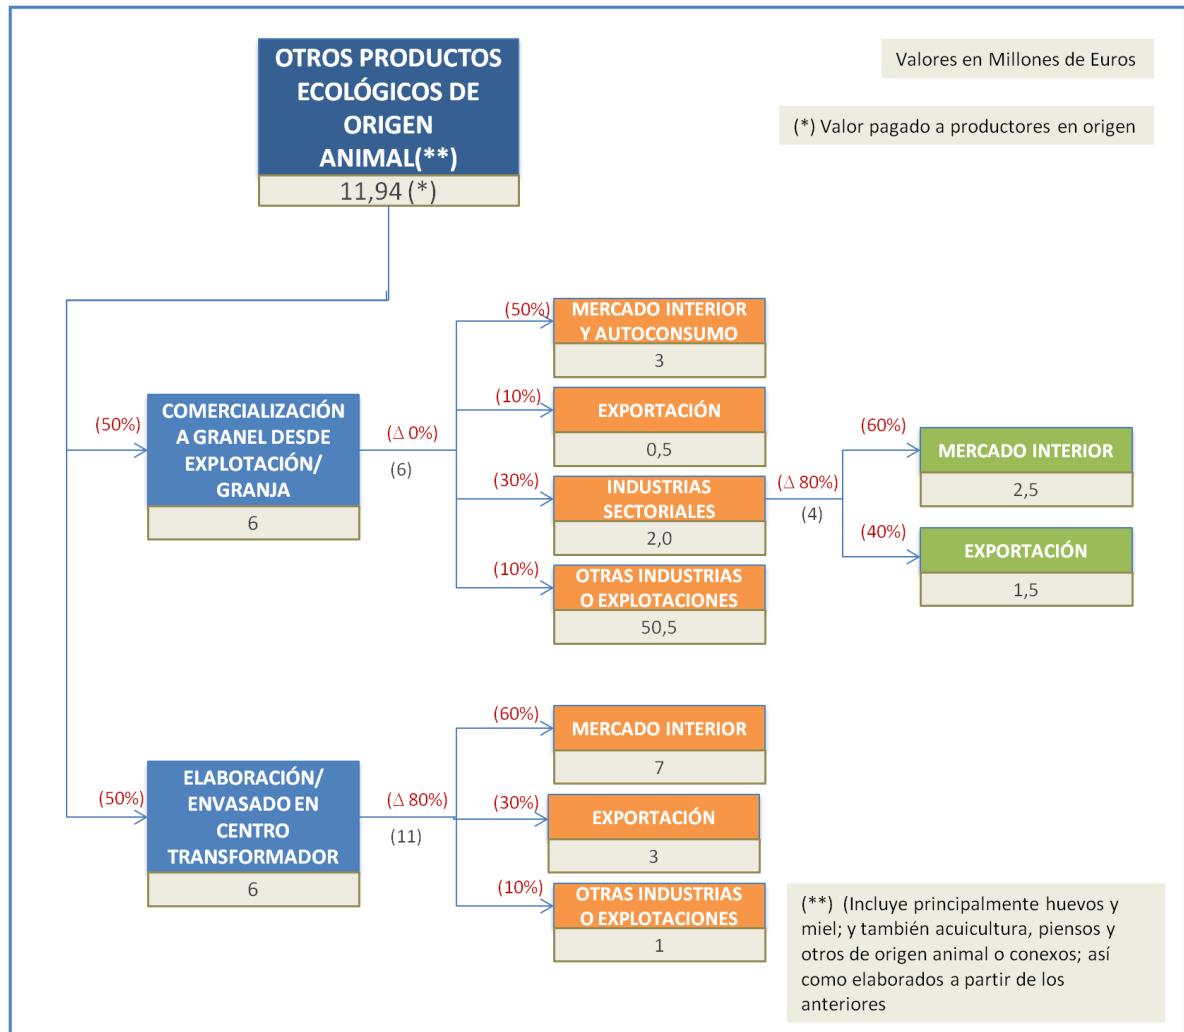 OTROS PRODUCTOS
ECOLÓGICOS DE
ORIGEN
ANIMAL(**)
11,94 (*)
Valores en Millones de Euros
(*) Valor pagado a productores en origen
(50%)
COMERCIALIZACIÓN
A GRANEL DESDE
EXPLOTACIÓN/
GRANJA
6
(Δ 0%)
(6)
(50%)
MERCADO INTERIOR
Y AUTOCONSUMO
3
(10%)
EXPORTACIÓN
0,5
(30%)
INDUSTRIAS
SECTORIALES
2,0
(Δ 80%)
(4)
(60%)
MERCADO INTERIOR
2,5
(40%)
EXPORTACIÓN
1,5
(10%)
OTRAS INDUSTRIAS
O EXPLOTACIONES
50,5
(50%)
ELABORACIÓN/
ENVASADO EN
CENTRO
TRANSFORMADOR
6
(Δ 80%)
(11)
(60%)
MERCADO INTERIOR
7
(30%)
EXPORTACIÓN
3
(10%)
OTRAS INDUSTRIAS
O EXPLOTACIONES
1
(**) (Incluye principalmente huevos y
miel; y también acuicultura, piensos y
otros de origen animal o conexos; así
como elaborados a partir de los
anteriores